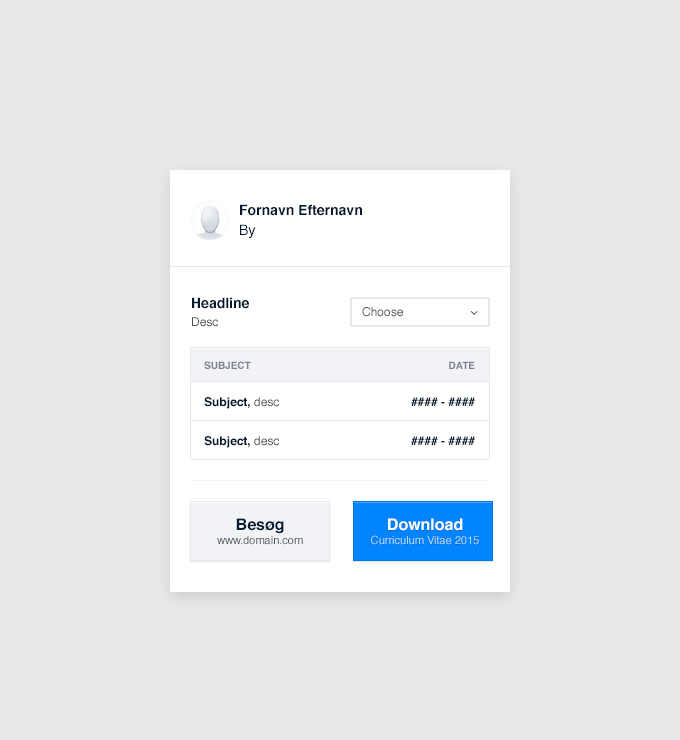 Fornavn Efternavn
By
Headline
Desc
Choose
SUBJECT DATE
Subject, desc #### - ####
Subject, desc #### - ####
Besøg
www.domain.com
Download
Curriculum Vitae 2015